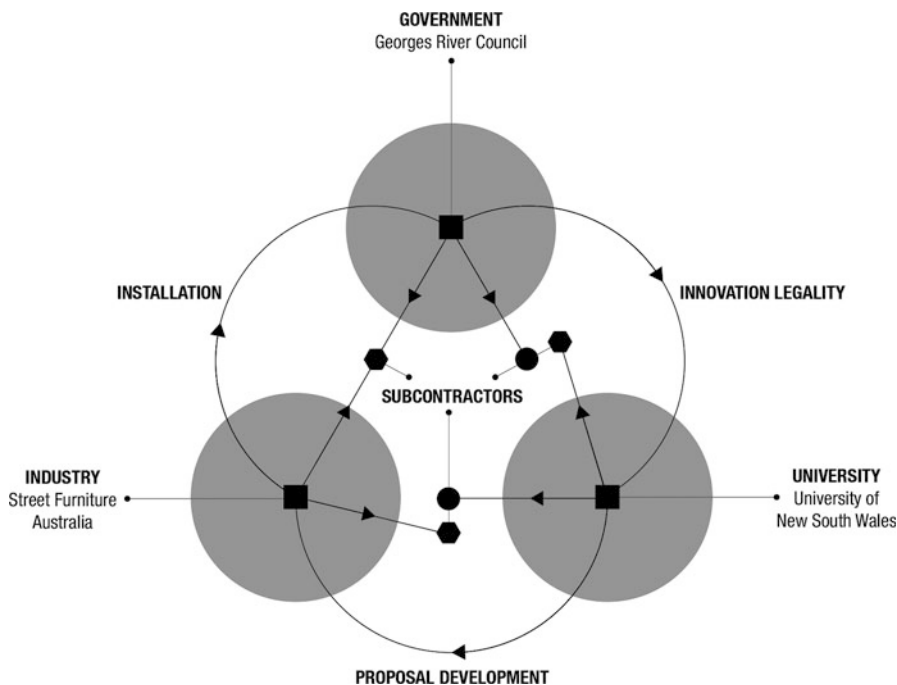 GOVERNMENT
Georges River Council
INSTALLATION
INNOVATION LEGALITY
SUBCONTRACTORS
INDUSTRY
Street Furniture
Australia
UNIVERSITY
University of
New South Wales
PROPOSAL DEVELOPMENT